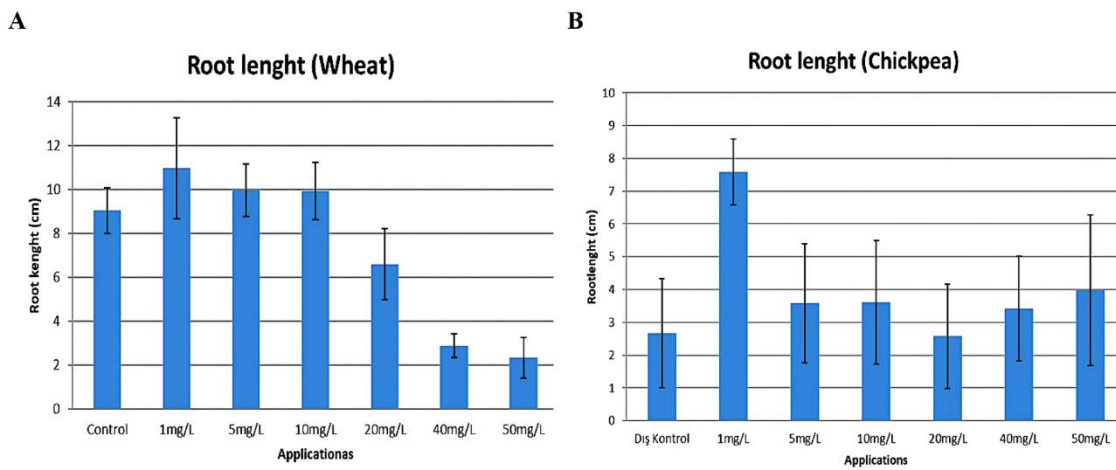 A
Root lenght (Wheat)
Root kenght (cm)
14
12
10
8
6
4
2
0
Control 1mg/L 5mg/L 10mg/L 20mg/L 40mg/L 50mg/L
Applicationas
B
Root lenght (Chickpea)
Rootlenght (cm)
10
9
8
7
6
5
4
3
2
1
0
Dış Kontrol 1mg/L 5mg/L 10mg/L 20mg/L 40mg/L 50mg/L
Applications